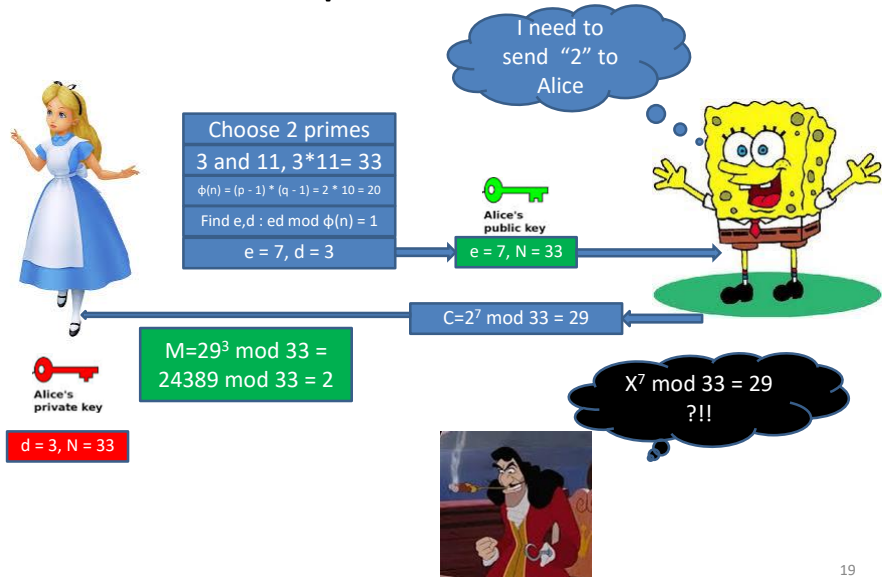 I need to
send "2" to
Alice
Choose 2 primes
3 and 11, 3*11= 33
ϕ(n) = (p - 1) * (q - 1) = 2 * 10 = 20
Find e,d : ed mod ϕ(n) = 1
e = 7, d = 3
Alice's
public key
e = 7, N = 33
C=2⁷ mod 33 = 29
M=29³ mod 33 =
24389 mod 33 = 2
Alice's
private key
d = 3, N = 33
X⁷ mod 33 = 29
?!!
19